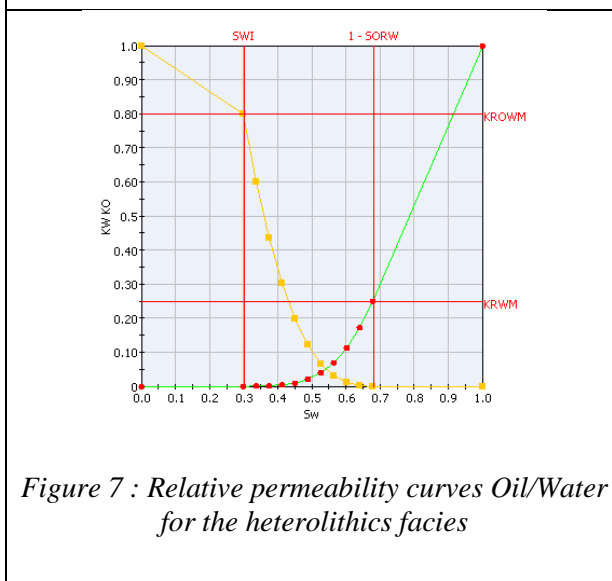 SWI 1 - SORW
1.0
0.90
0.80 KROWM
0.70
0.60
0.5
KW KO
0.40
0.30
KRWM
0.20
0.10
0
0.0 0.1 0.2 0.3 0.4 0.5 0.6 0.7 0.8 0.9 1.0
Sw
Figure 7 : Relative permeability curves Oil/Water
for the heterolithics facies